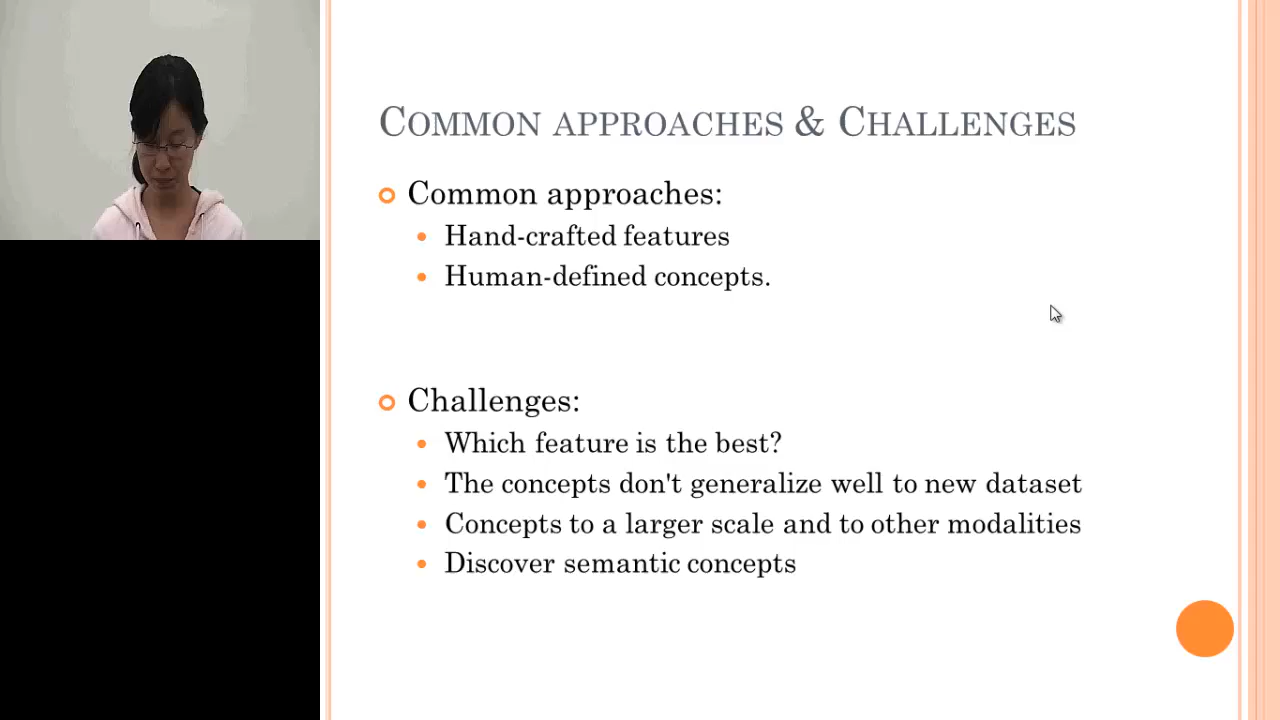 COMMON APPROACHES & CHALLENGES
Common approaches:
Hand-crafted features
Human-defined concepts.
Challenges:
Which feature is the best?
The concepts don't generalize well to new dataset
Concepts to a larger scale and to other modalities
Discover semantic concepts